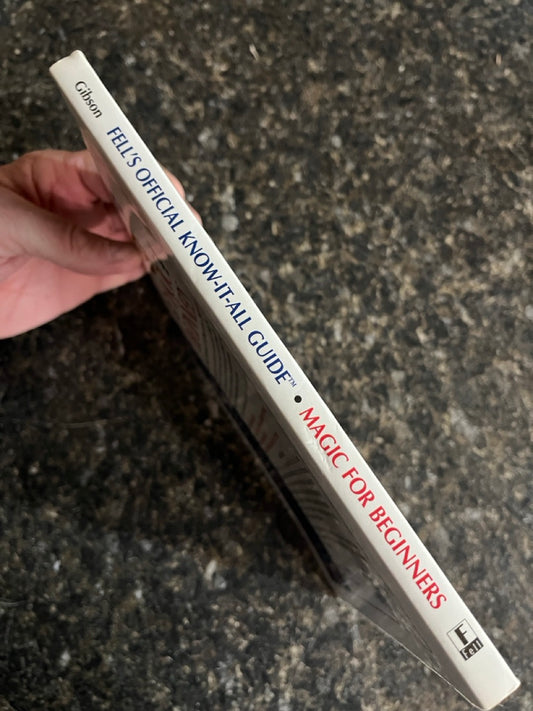 Gibson
FELL'S OFFICIAL KNOW-IT-ALL GUIDE™ • MAGIC FOR BEGINNERS
F
Fell